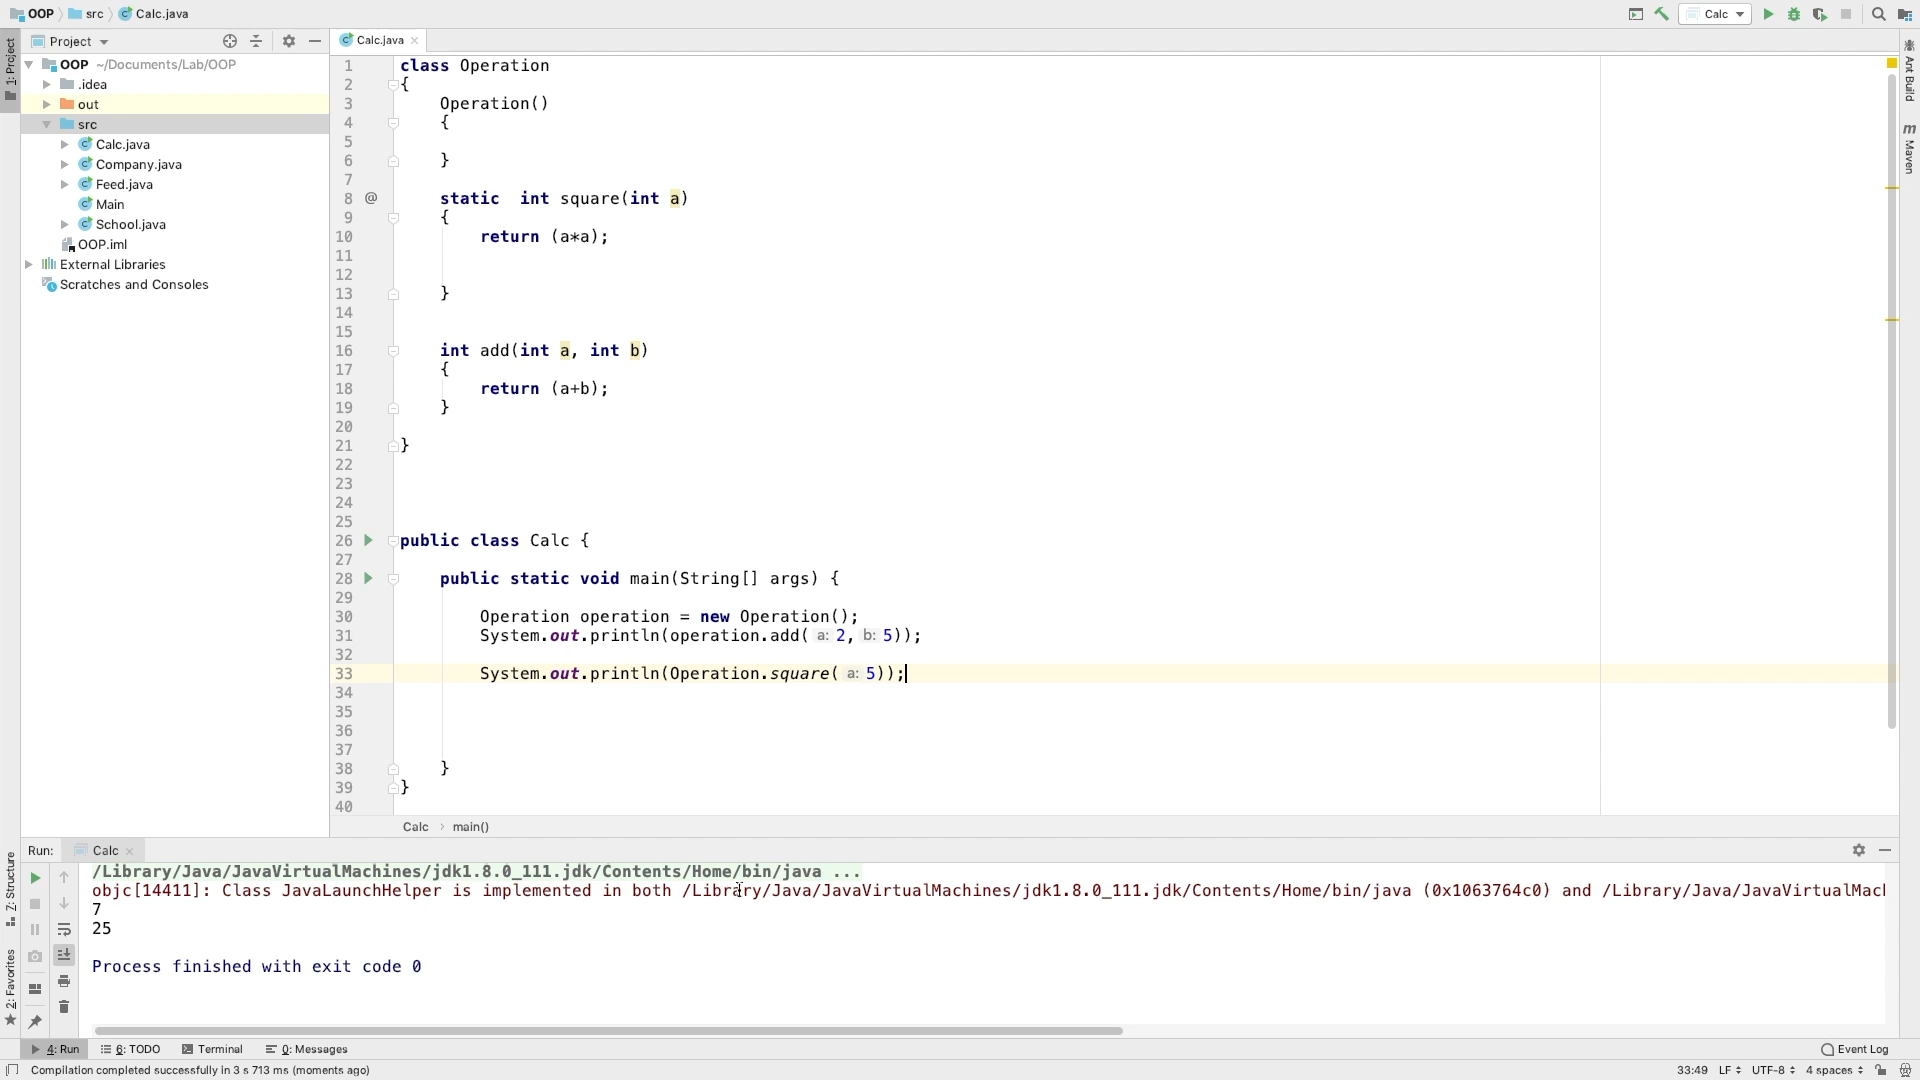 OOP src Calc.java
Calc
1: Project
Project
Calc.java
OOP ~/Documents/Lab/OOP
.idea
out
src
Calc.java
Company.java
Feed.java
Main
School.java
OOP.iml
External Libraries
Scratches and Consoles
1 class Operation
2 {
3 Operation()
4 {
5
6 }
7
8 @ static  int square(int a)
9 {
10 return (a*a);
11
12
13 }
14
15
16 int add(int a, int b)
17 {
18 return (a+b);
19 }
20
21 }
22
23
24
25
26 public class Calc {
27
28 public static void main(String[] args) {
29
30 Operation operation = new Operation();
31 System.out.println(operation.add( a: 2, b: 5));
32
33 System.out.println(Operation.square( a: 5));
34
35
36
37
38 }
39 }
40
Calc › main()
Ant Build
m Maven
Run: Calc
/Library/Java/JavaVirtualMachines/jdk1.8.0_111.jdk/Contents/Home/bin/java ...
objc[14411]: Class JavaLaunchHelper is implemented in both /Library/Java/JavaVirtualMachines/jdk1.8.0_111.jdk/Contents/Home/bin/java (0x1063764c0) and /Library/Java/JavaVirtualMacl
7
25
Process finished with exit code 0
Z: Structure
2: Favorites
4: Run 6: TODO Terminal 0: Messages Event Log
Compilation completed successfully in 3 s 713 ms (moments ago) 33:49 LF UTF-8 4 spaces